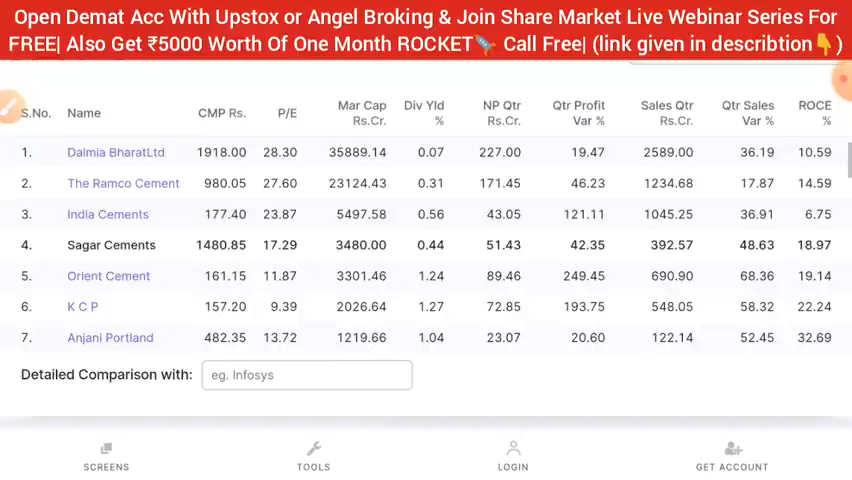 Open Demat Acc With Upstox or Angel Broking & Join Share Market Live Webinar Series For
FREE| Also Get ₹5000 Worth Of One Month ROCKET🚀 Call Free| (link given in describtion👇)
S.No. Name CMP Rs. P/E Mar Cap Rs.Cr. Div Yld % NP Qtr Rs.Cr. Qtr Profit Var % Sales Qtr Rs.Cr. Qtr Sales Var % ROCE %
1. Dalmia BharatLtd 1918.00 28.30 35889.14 0.07 227.00 19.47 2589.00 36.19 10.59
2. The Ramco Cement 980.05 27.60 23124.43 0.31 171.45 46.23 1234.68 17.87 14.59
3. India Cements 177.40 23.87 5497.58 0.56 43.05 121.11 1045.25 36.91 6.75
4. Sagar Cements 1480.85 17.29 3480.00 0.44 51.43 42.35 392.57 48.63 18.97
5. Orient Cement 161.15 11.87 3301.46 1.24 89.46 249.45 690.90 68.36 19.14
6. K C P 157.20 9.39 2026.64 1.27 72.85 193.75 548.05 58.32 22.24
7. Anjani Portland 482.35 13.72 1219.66 1.04 23.07 20.60 122.14 52.45 32.69
Detailed Comparison with: eg. Infosys
SCREENS TOOLS LOGIN GET ACCOUNT